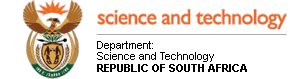 science and technology
Department:
Science and Technology
REPUBLIC OF SOUTH AFRICA